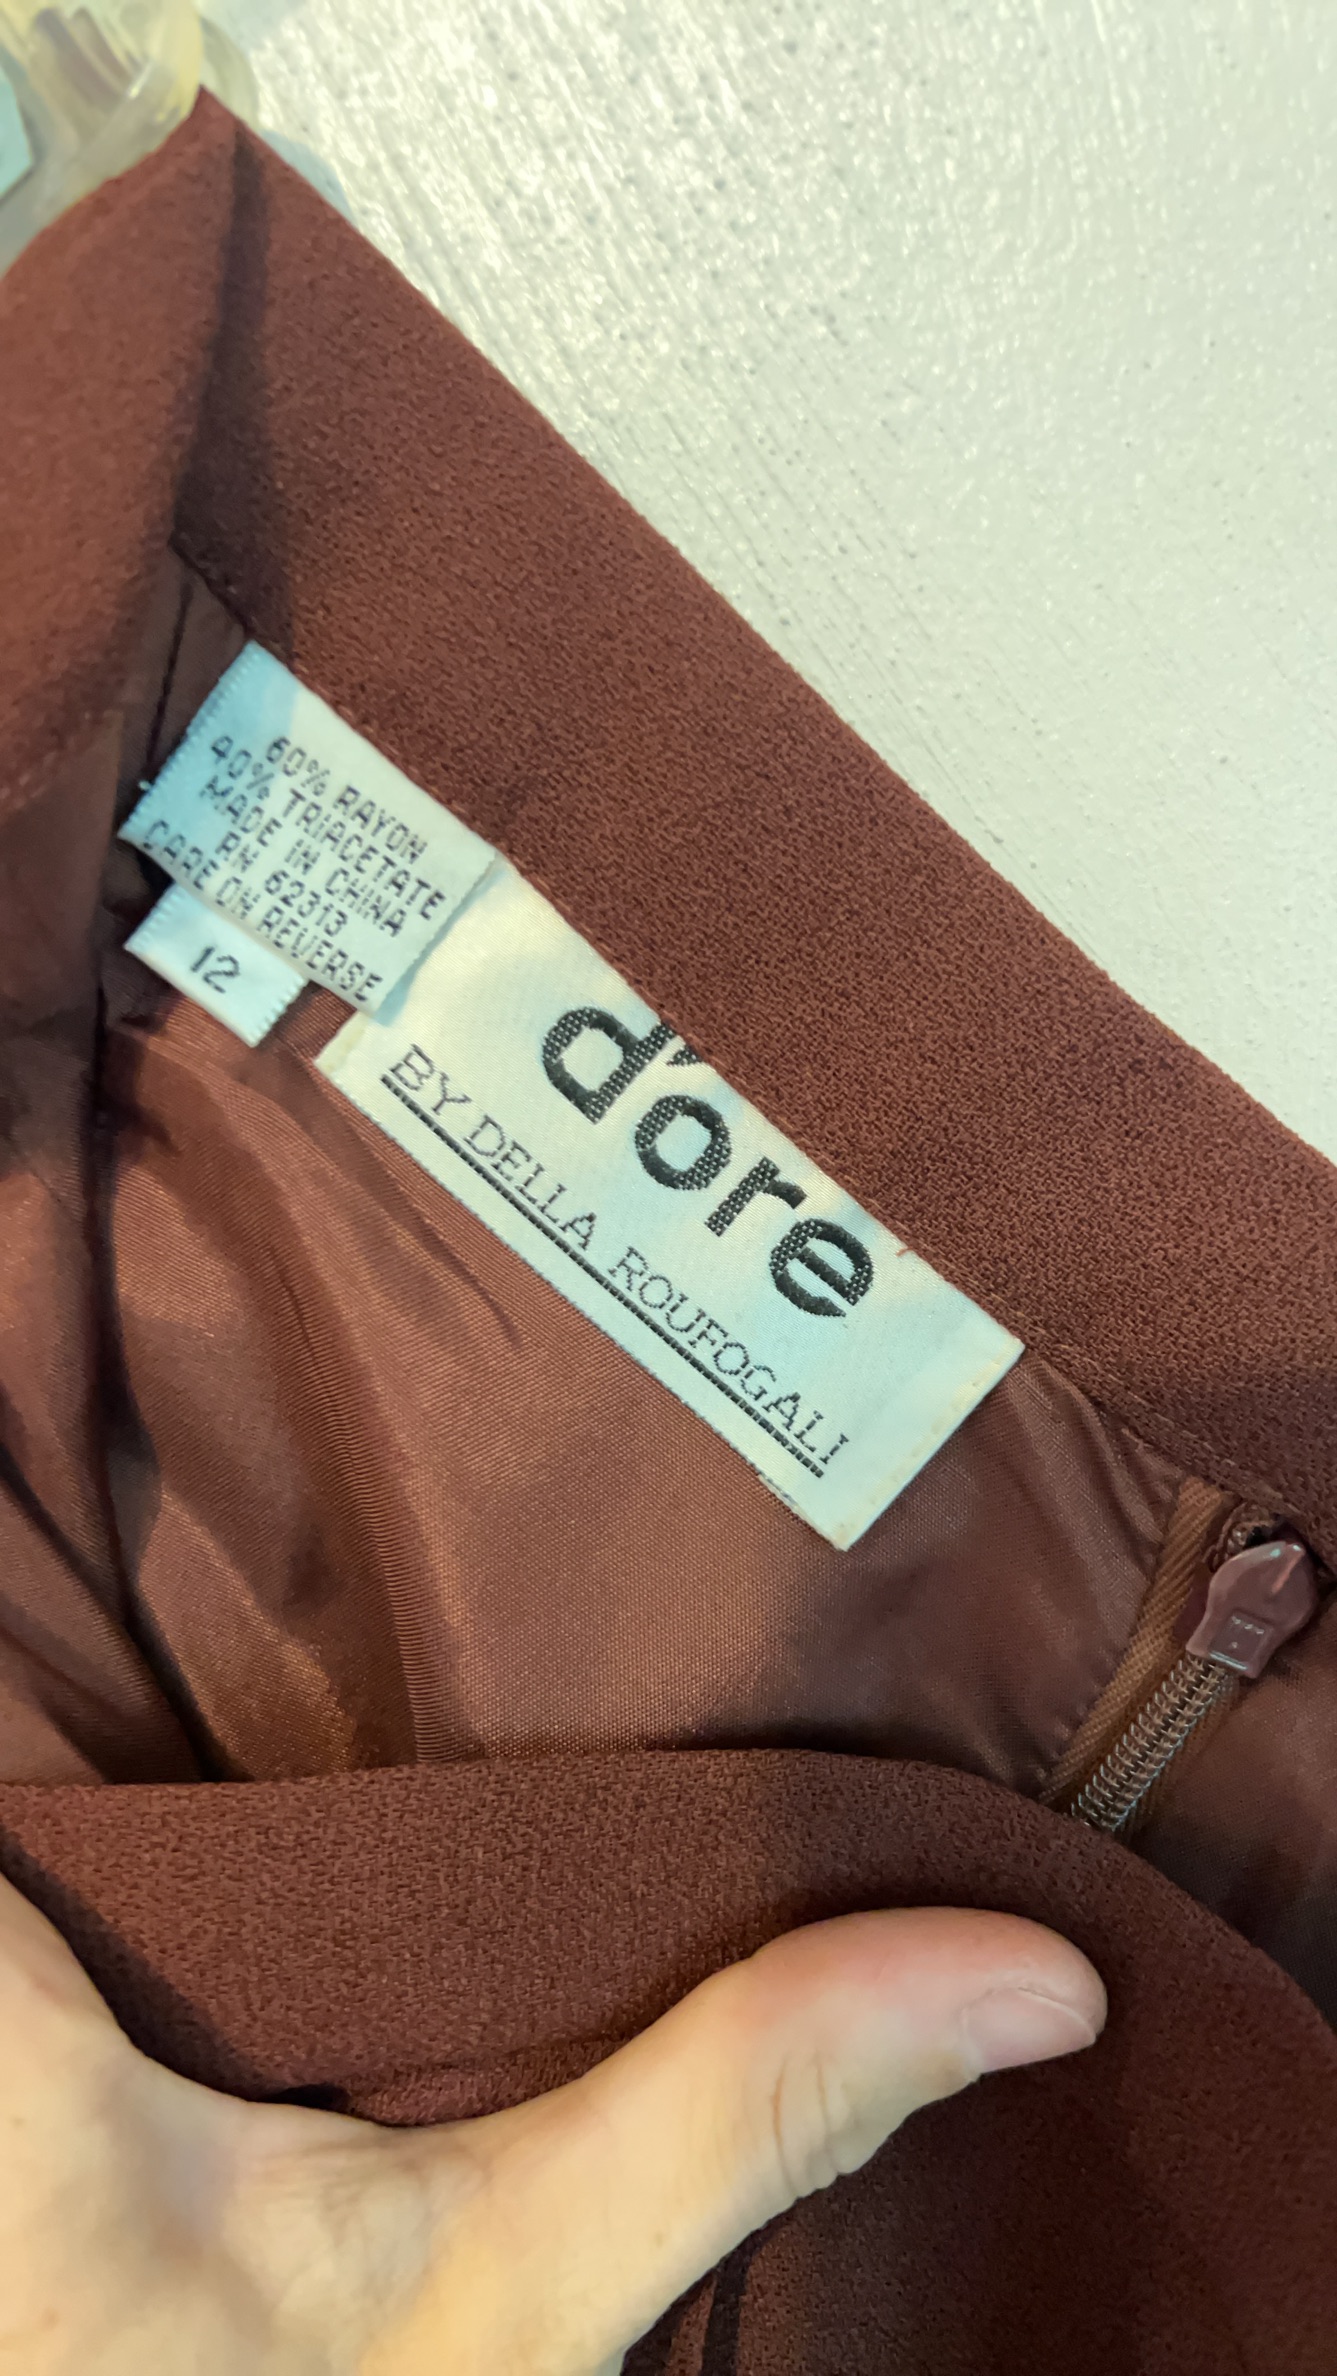 60% RAYON
40% TRIACETATE
MADE IN CHINA
RN 62313
CARE ON REVERSE
12
d'ore
BY DELLA ROUFOGALI